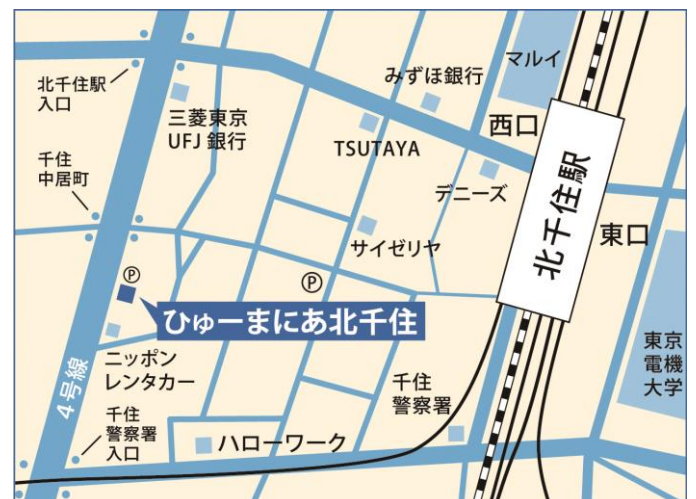 マルイ
北千住駅
入口
みずほ銀行
三菱東京
UFJ 銀行
西口
TSUTAYA
千住
中居町
デニーズ
北千住駅
東口
サイゼリヤ
P
P
ひゅーまにあ北千住
ニッポン
レンタカー
東京
電機
大学
4号線
千住
警察署
千住
警察署
入口
ハローワーク